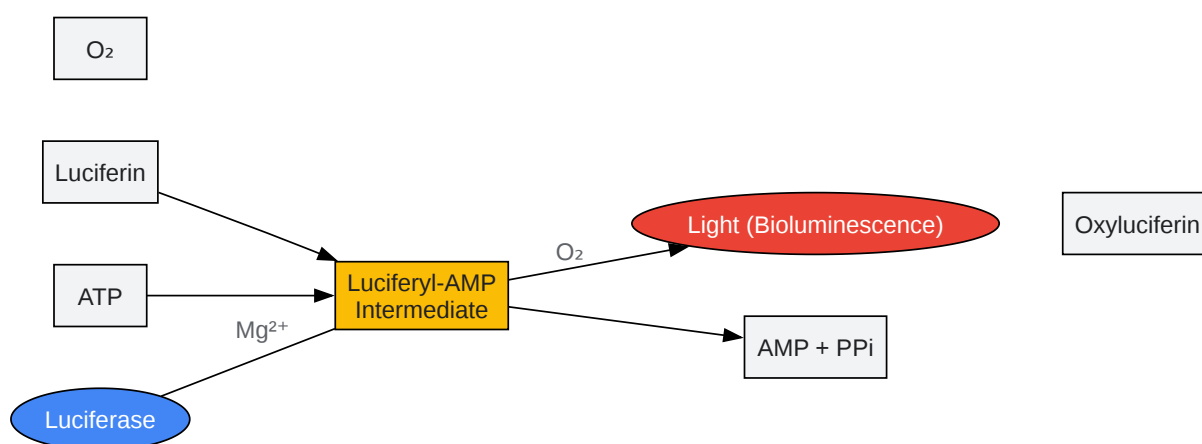 O₂
Luciferin
ATP
Mg²⁺
Luciferase
Luciferyl-AMP
Intermediate
O₂
Light (Bioluminescence)
AMP + PPi
Oxyluciferin